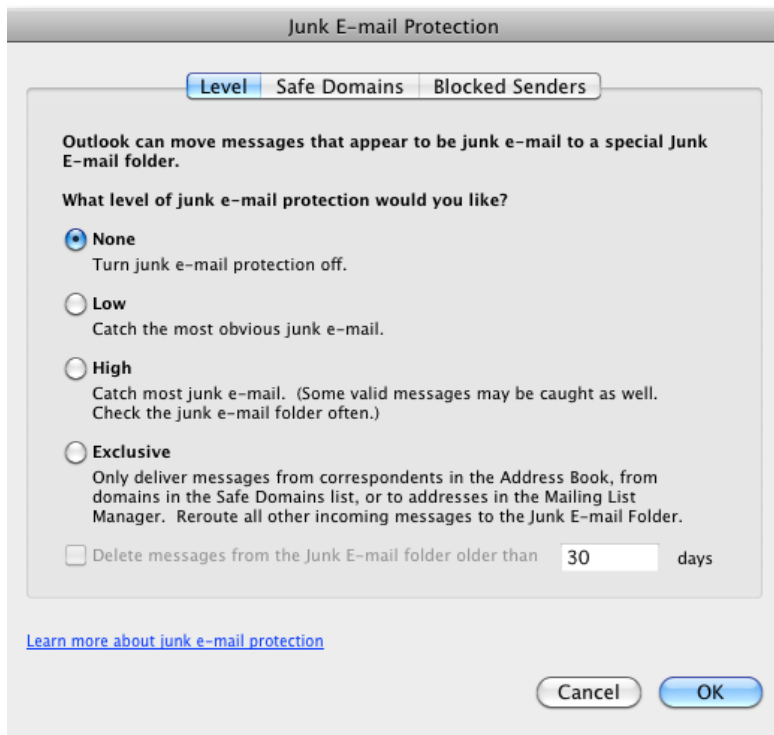 Junk E-mail Protection
Level Safe Domains Blocked Senders
Outlook can move messages that appear to be junk e-mail to a special Junk
E-mail folder.
What level of junk e-mail protection would you like?
None
Turn junk e-mail protection off.
Low
Catch the most obvious junk e-mail.
High
Catch most junk e-mail. (Some valid messages may be caught as well.
Check the junk e-mail folder often.)
Exclusive
Only deliver messages from correspondents in the Address Book, from
domains in the Safe Domains list, or to addresses in the Mailing List
Manager. Reroute all other incoming messages to the Junk E-mail Folder.
Delete messages from the Junk E-mail folder older than 30 days
Learn more about junk e-mail protection
Cancel OK